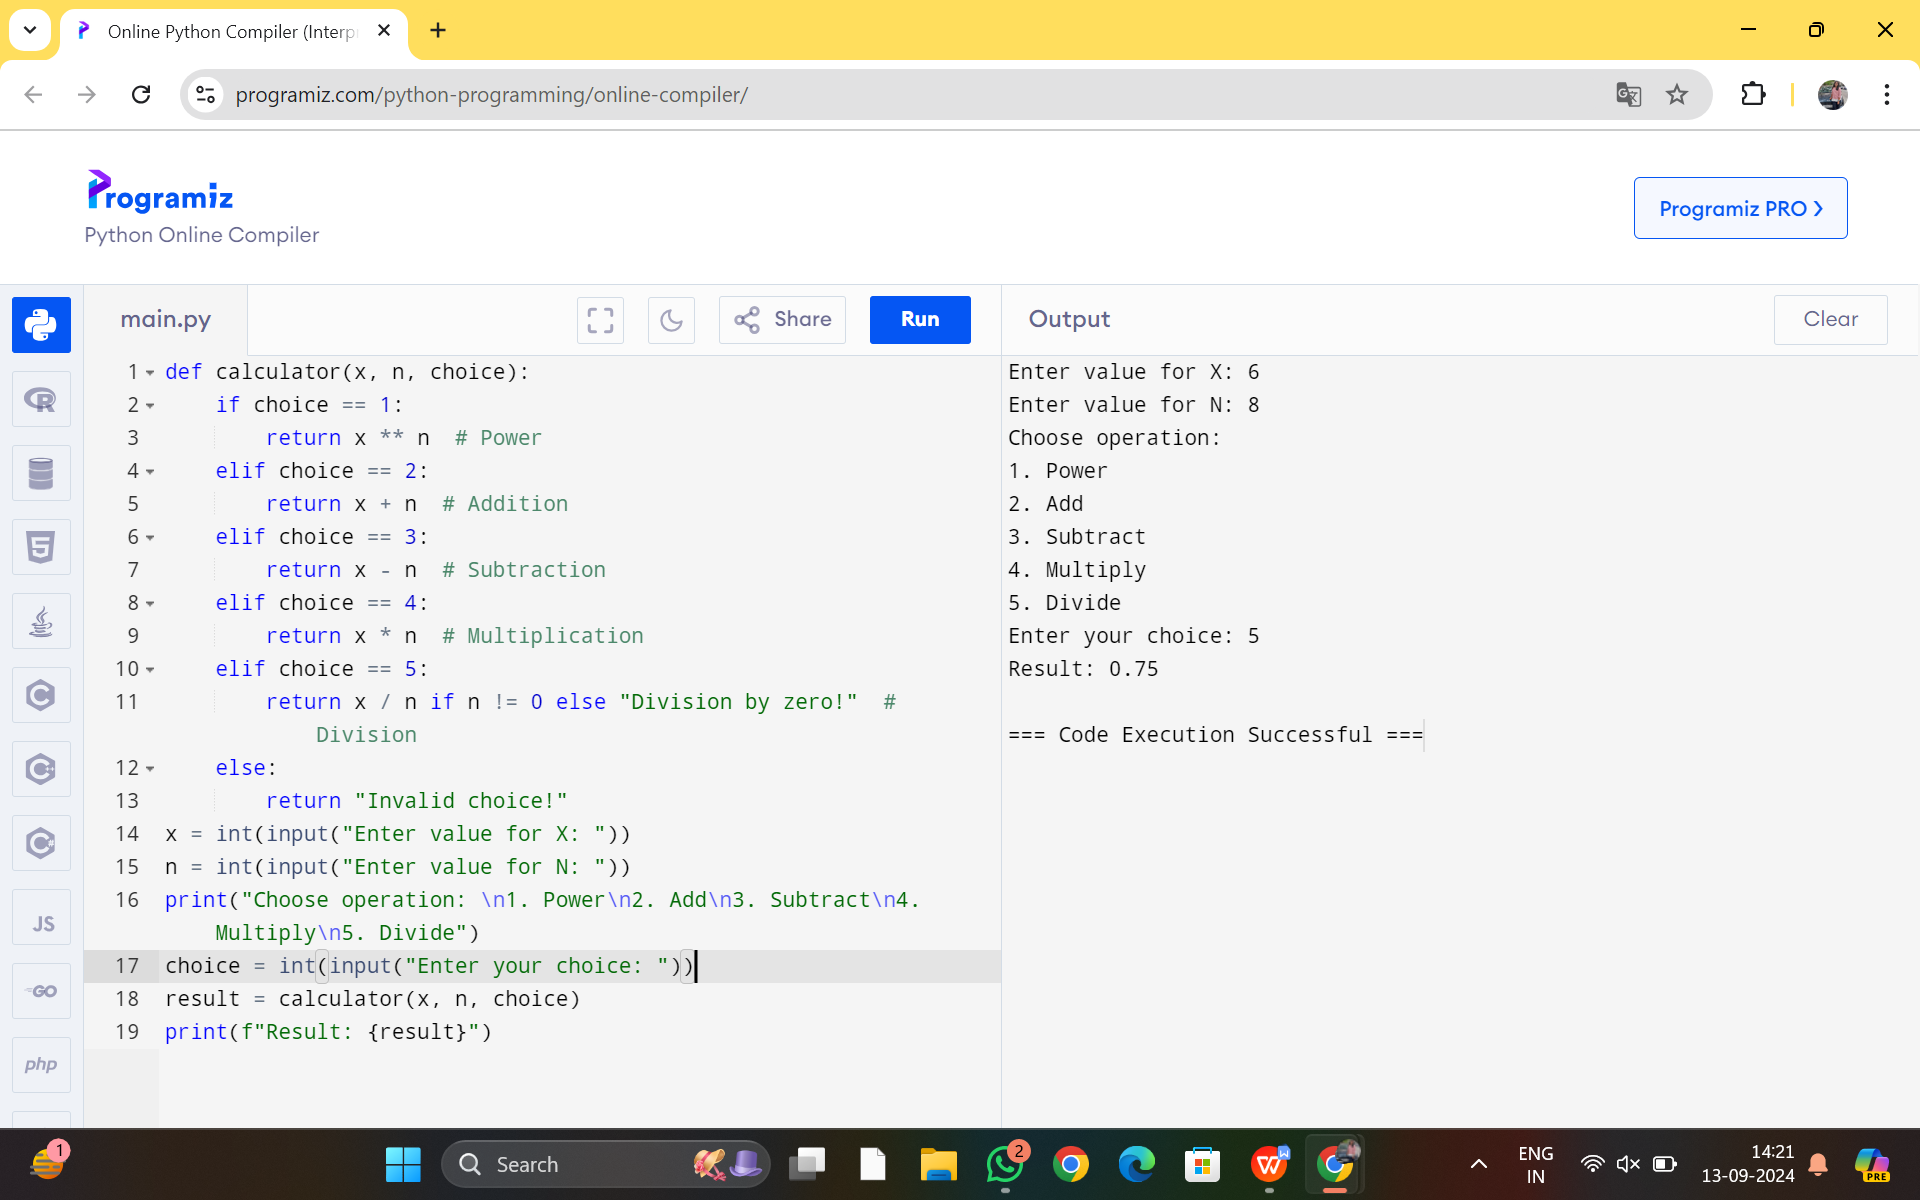 Online Python Compiler (Interp
programiz.com/python-programming/online-compiler/
Programiz
Python Online Compiler
Programiz PRO
main.py
Share
Run
Output
Clear
1 def calculator(x, n, choice):
2 if choice == 1:
3 return x ** n # Power
4 elif choice == 2:
5 return x + n # Addition
6 elif choice == 3:
7 return x - n # Subtraction
8 elif choice == 4:
9 return x * n # Multiplication
10 elif choice == 5:
11 return x / n if n != 0 else "Division by zero!" #
Division
12 else:
13 return "Invalid choice!"
14 x = int(input("Enter value for X: "))
15 n = int(input("Enter value for N: "))
16 print("Choose operation: \n1. Power\n2. Add\n3. Subtract\n4.
Multiply\n5. Divide")
17 choice = int(input("Enter your choice: "))
18 result = calculator(x, n, choice)
19 print(f"Result: {result}")
Enter value for X: 6
Enter value for N: 8
Choose operation:
1. Power
2. Add
3. Subtract
4. Multiply
5. Divide
Enter your choice: 5
Result: 0.75
=== Code Execution Successful ===
R
5
C
C
C
JS
GO
php
1
Search
2
W
ENG
IN
14:21
13-09-2024
PRE